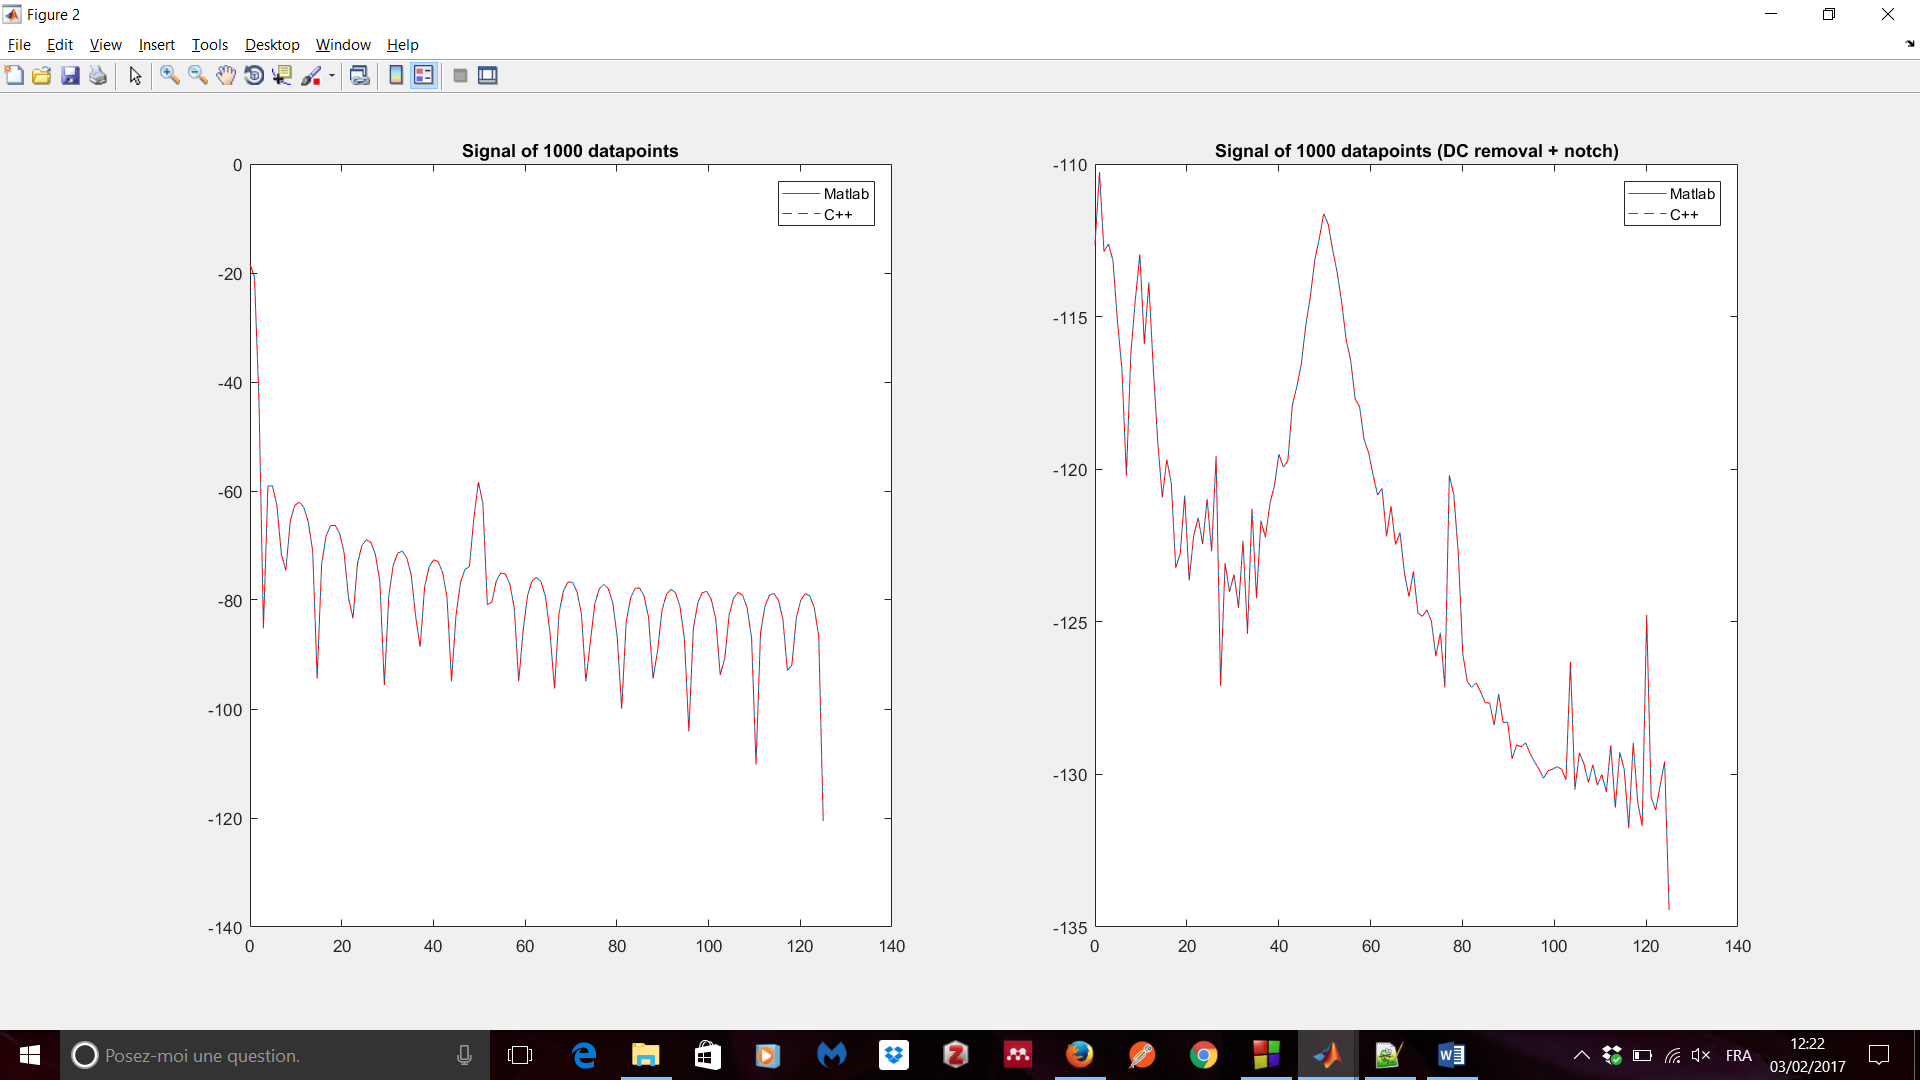 Figure 2
File Edit View Insert Tools Desktop Window Help
Signal of 1000 datapoints
Matlab
C++
0
-20
-40
-60
-80
-100
-120
-140
0 20 40 60 80 100 120 140
Signal of 1000 datapoints (DC removal + notch)
Matlab
C++
-110
-115
-120
-125
-130
-135
0 20 40 60 80 100 120 140
Posez-moi une question.
FRA
12:22
03/02/2017